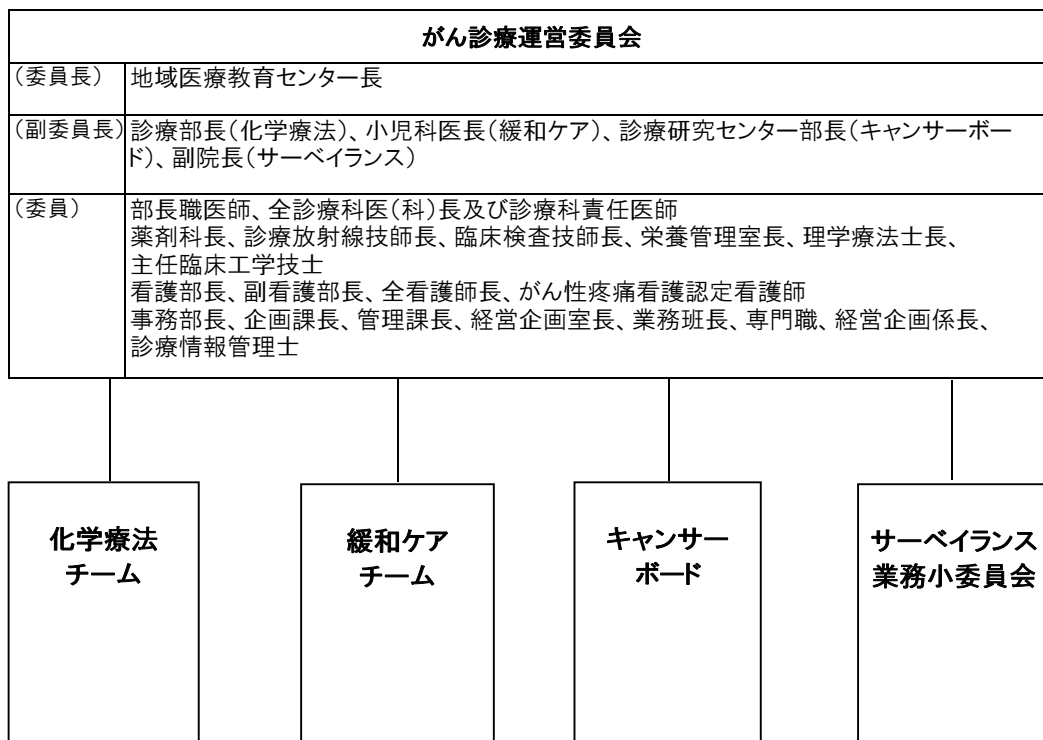 がん診療運営委員会
(委員長) 地域医療教育センター長
(副委員長) 診療部長(化学療法)、小児科医長(緩和ケア)、診療研究センター部長(キャンサーボー
ド)、副院長(サーベイランス)
(委員) 部長職医師、全診療科医(科)長及び診療科責任医師
薬剤科長、診療放射線技師長、臨床検査技師長、栄養管理室長、理学療法士長、
主任臨床工学技士
看護部長、副看護部長、全看護師長、がん性疼痛看護認定看護師
事務部長、企画課長、管理課長、経営企画室長、業務班長、専門職、経営企画係長、
診療情報管理士
化学療法
チーム
緩和ケア
チーム
キャンサー
ボード
サーベイランス
業務小委員会